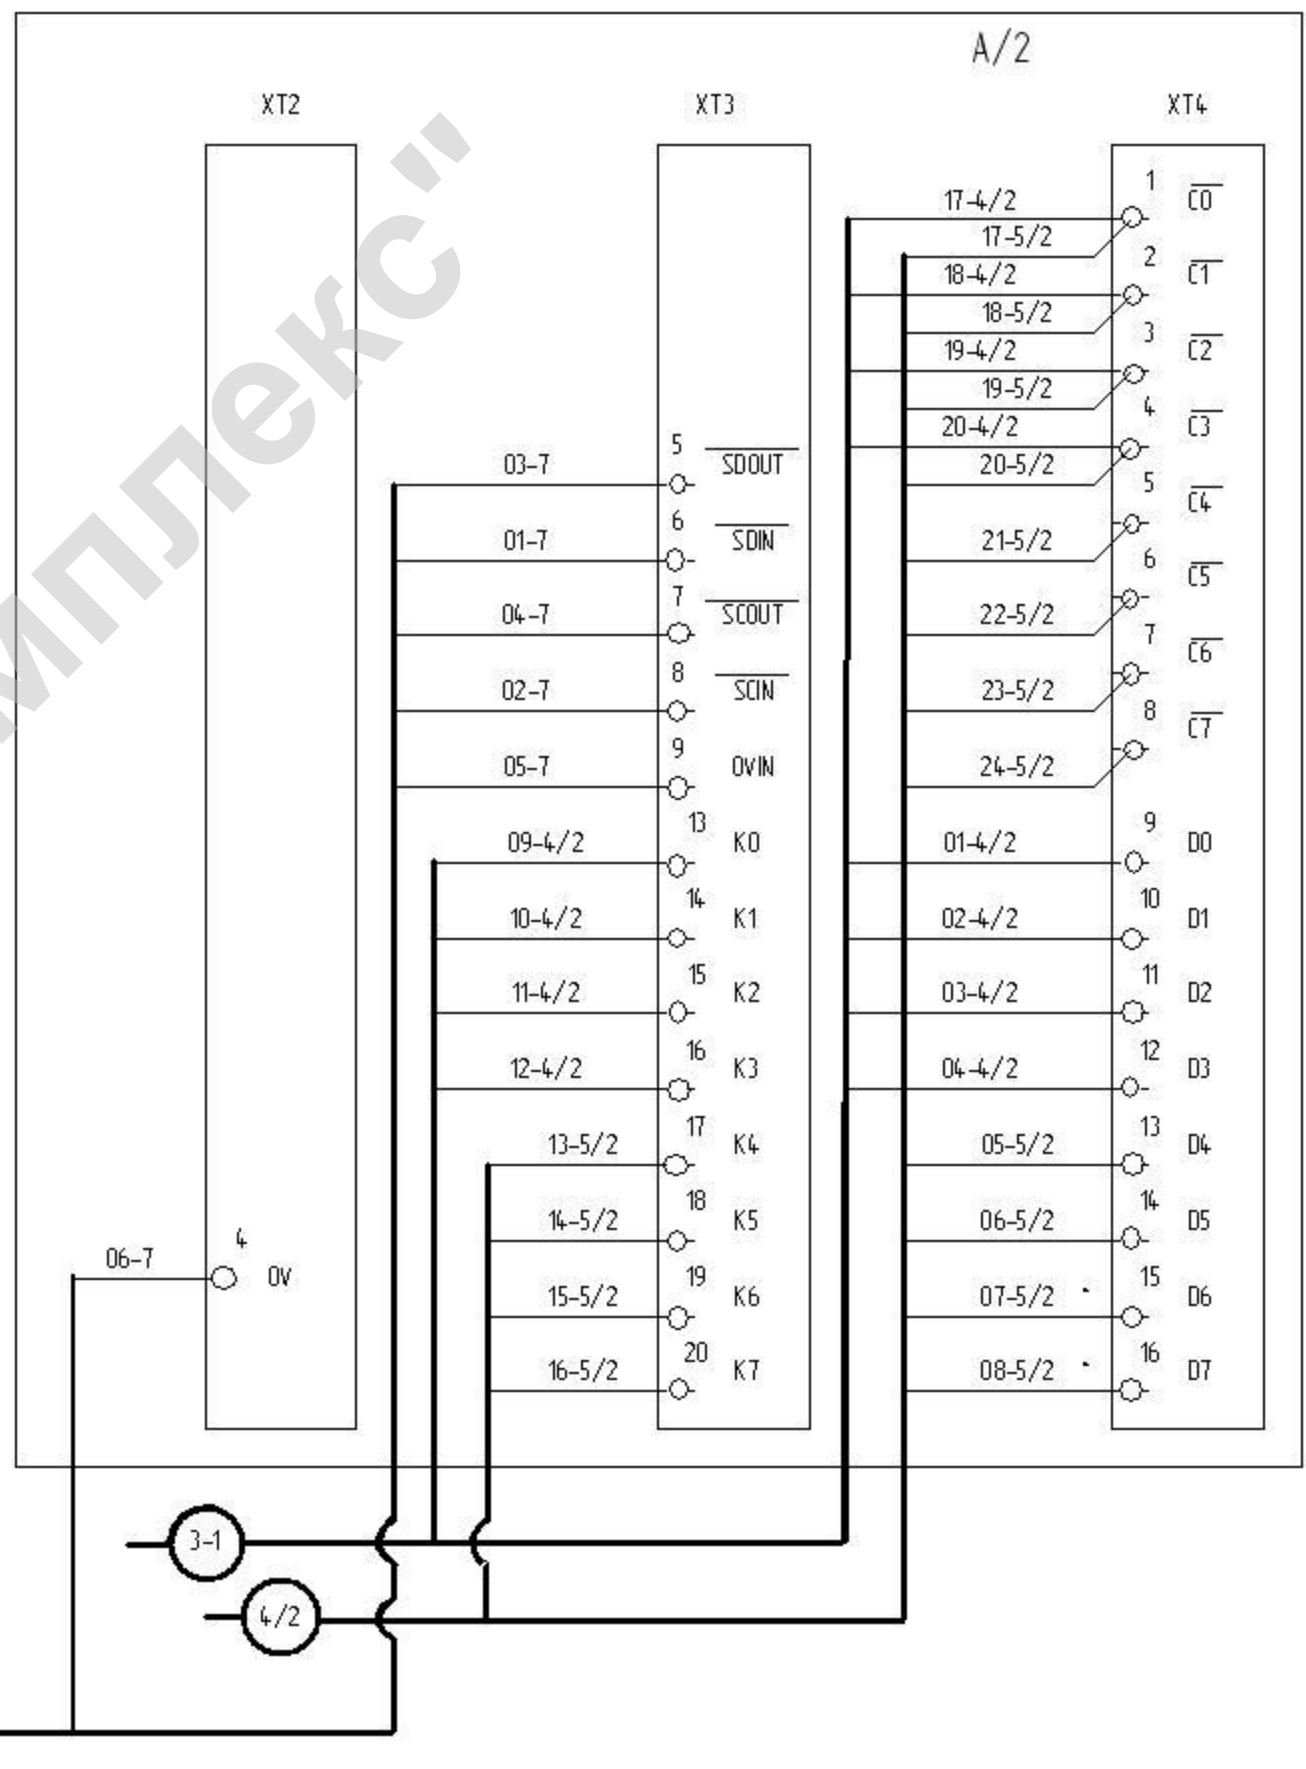 A/2
XT2
XT3
XT4
мплекс"
1
C0
17-4/2
17-5/2
2
C1
18-4/2
18-5/2
3
C2
19-4/2
19-5/2
4
C3
20-4/2
20-5/2
5
C4
21-5/2
6
C5
22-5/2
7
C6
23-5/2
8
C7
24-5/2
03-7
5
SDOUT
01-7
6
SDIN
04-7
7
SCOUT
02-7
8
SCIN
05-7
9
0VIN
09-4/2
13
K0
01-4/2
9
D0
10-4/2
14
K1
02-4/2
10
D1
11-4/2
15
K2
03-4/2
11
D2
12-4/2
16
K3
04-4/2
12
D3
13-5/2
17
K4
05-5/2
13
D4
14-5/2
18
K5
06-5/2
14
D5
06-7
4
0V
15-5/2
19
K6
07-5/2
15
D6
16-5/2
20
K7
08-5/2
16
D7
3-1
4/2